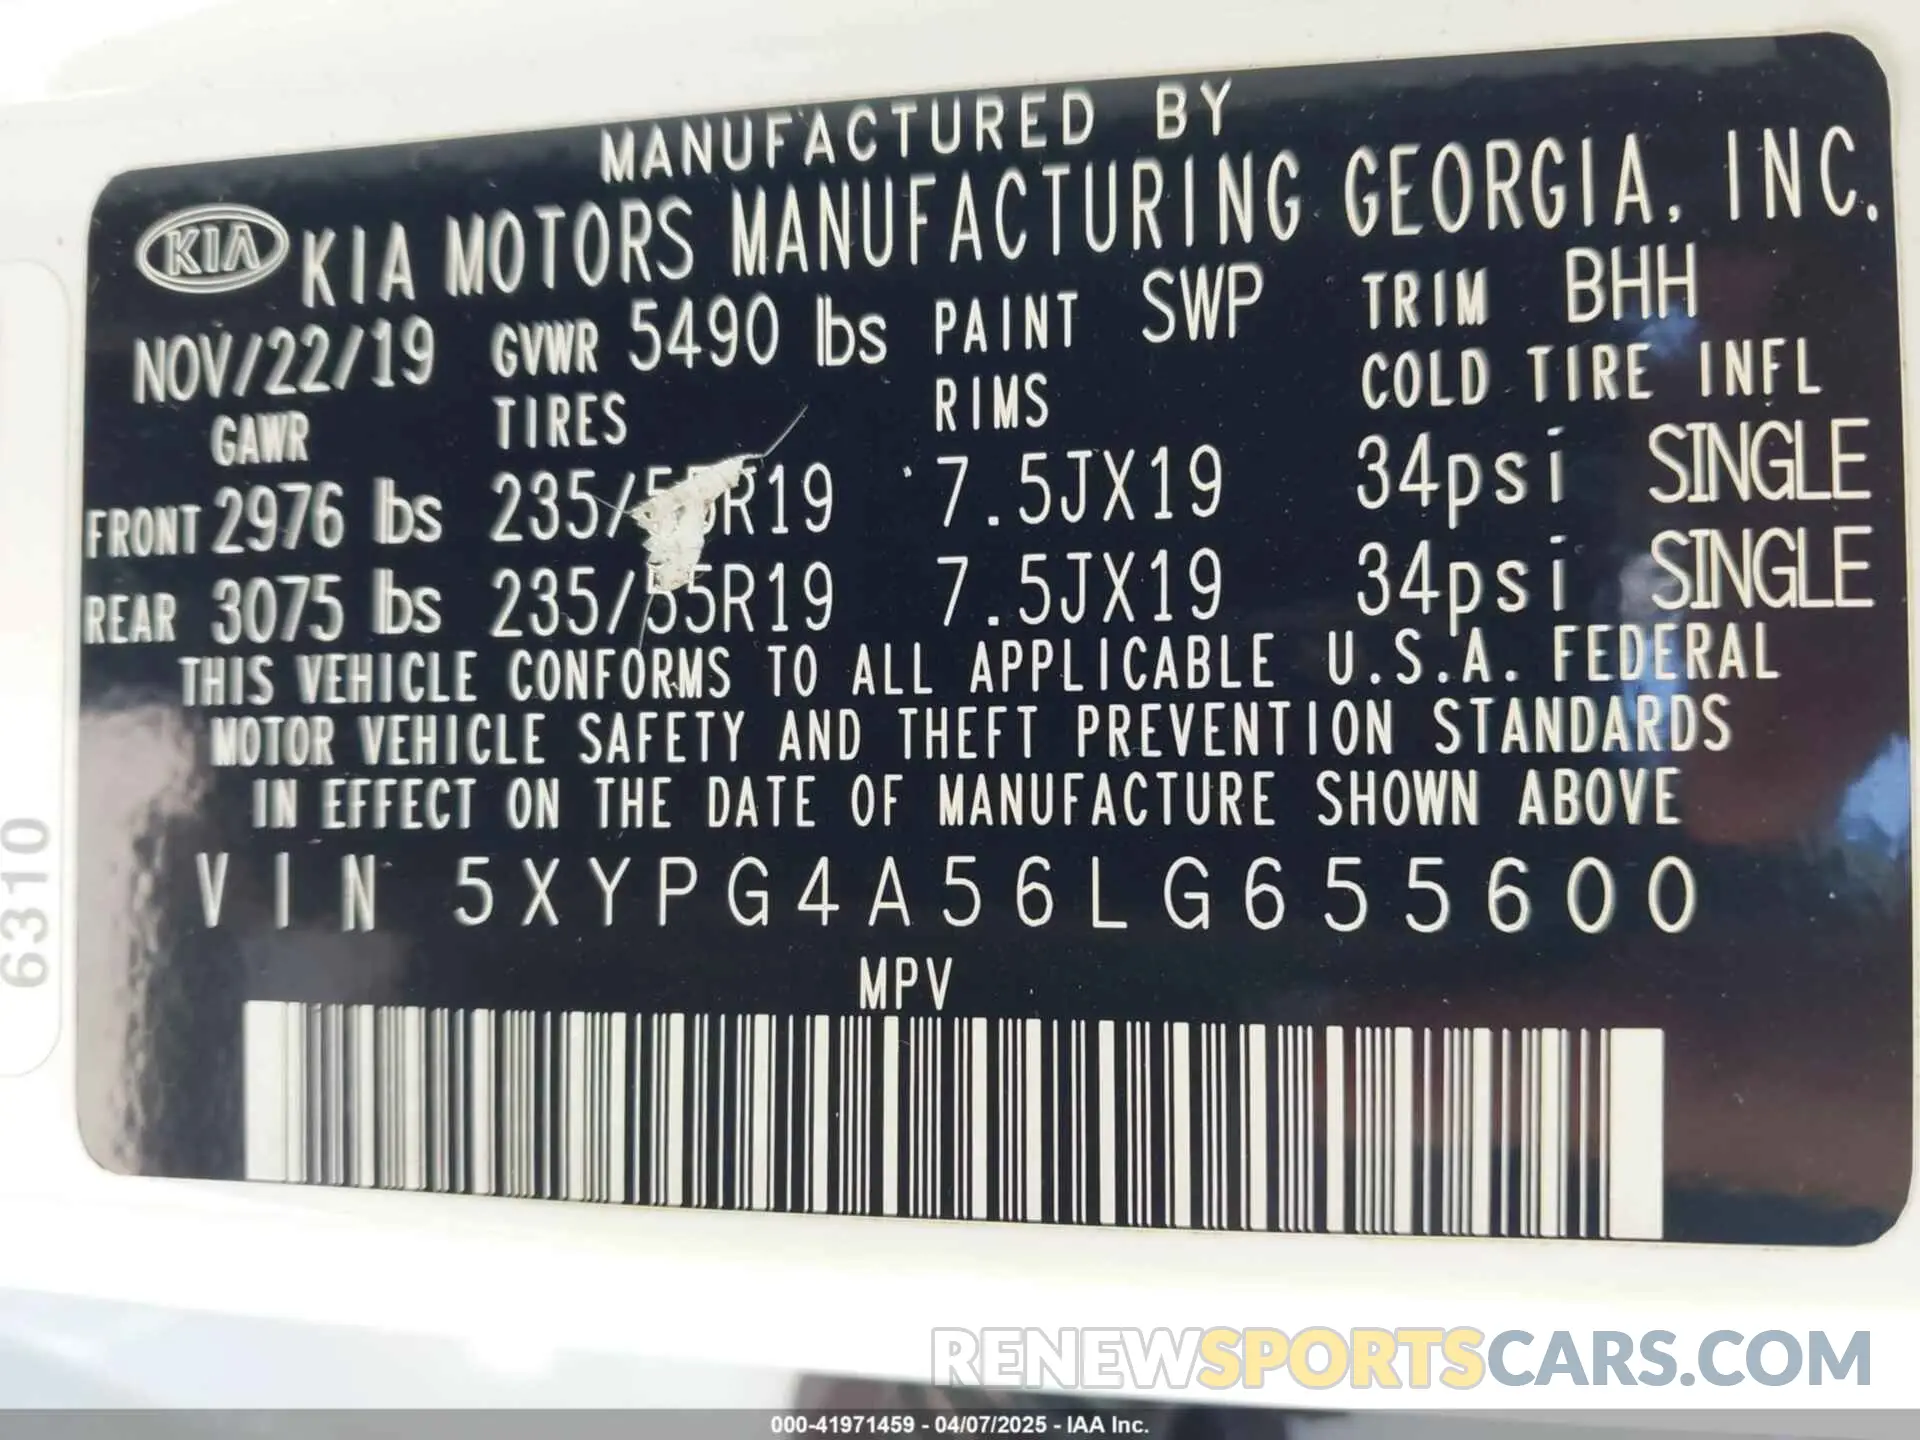 MANUFACTURED BY
KIA KIA MOTORS MANUFACTURING GEORGIA, INC.
NOV/22/19 GVWR 5490 lbs PAINT SWP TRIM BHH
GAWR TIRES RIMS COLD TIRE INFL
FRONT 2976 lbs 235/55R19 7.5JX19 34psi SINGLE
REAR 3075 lbs 235/55R19 7.5JX19 34psi SINGLE
THIS VEHICLE CONFORMS TO ALL APPLICABLE U.S.A. FEDERAL
MOTOR VEHICLE SAFETY AND THEFT PREVENTION STANDARDS
IN EFFECT ON THE DATE OF MANUFACTURE SHOWN ABOVE
VIN 5XYPG4A56LG655600
MPV
6310
RENEWSPORTSCARS.COM
000-41971459 - 04/07/2025 - IAA Inc.